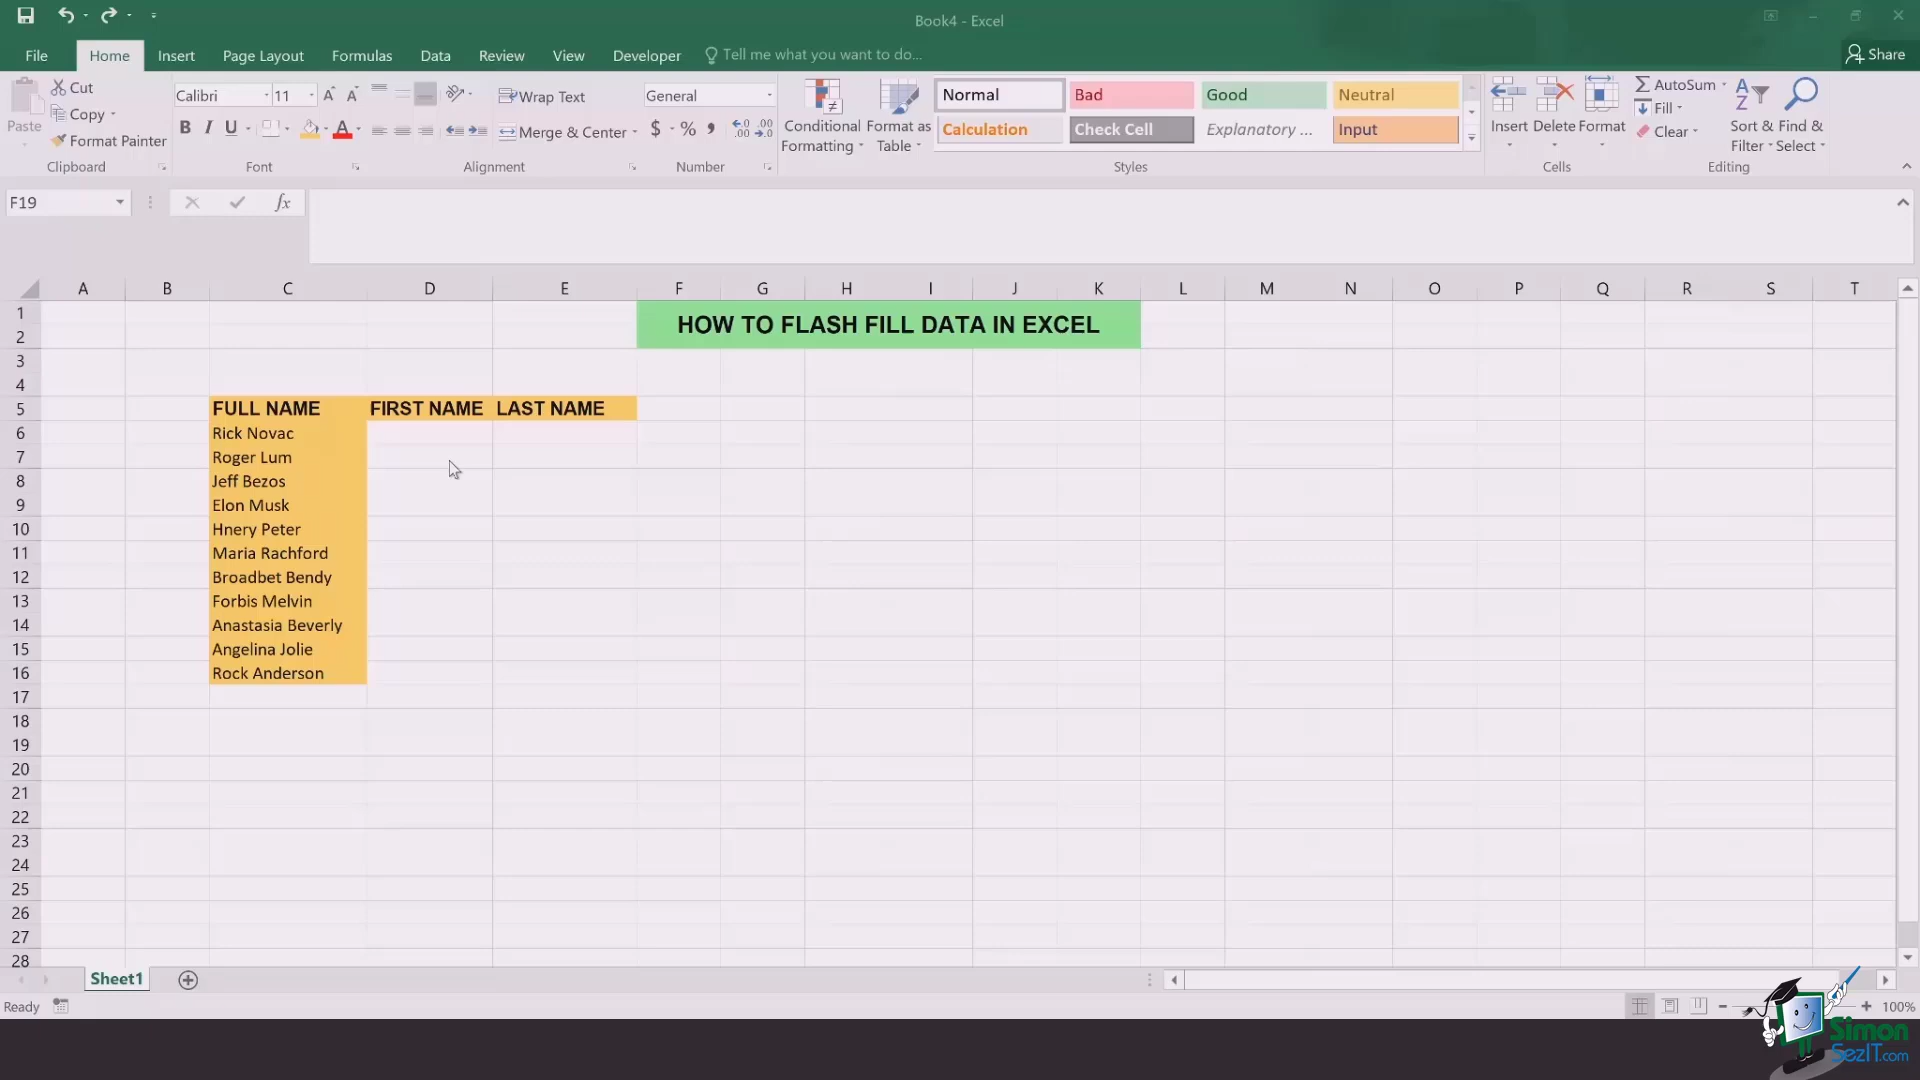 Book4 - Excel
File Home Insert Page Layout Formulas Data Review View Developer Tell me what you want to do... Share
Paste Cut Copy Format Painter Clipboard
Calibri 11 A A B I U A Font
Wrap Text Merge & Center Alignment
General $ % , Number
Conditional Formatting Format as Table
Normal Bad Good Neutral
Calculation Check Cell Explanatory ... Input
Styles
Insert Delete Format Cells
AutoSum Fill Clear Sort & Filter Find & Select Editing
F19 fx
A B C D E F G H I J K L M N O P Q R S T
1 HOW TO FLASH FILL DATA IN EXCEL
2
3
4
5 FULL NAME FIRST NAME LAST NAME
6 Rick Novac
7 Roger Lum
8 Jeff Bezos
9 Elon Musk
10 Hnery Peter
11 Maria Rachford
12 Broadbet Bendy
13 Forbis Melvin
14 Anastasia Beverly
15 Angelina Jolie
16 Rock Anderson
17
18
19
20
21
22
23
24
25
26
27
28
Sheet1
Ready 100%
Simon
SezIT.com